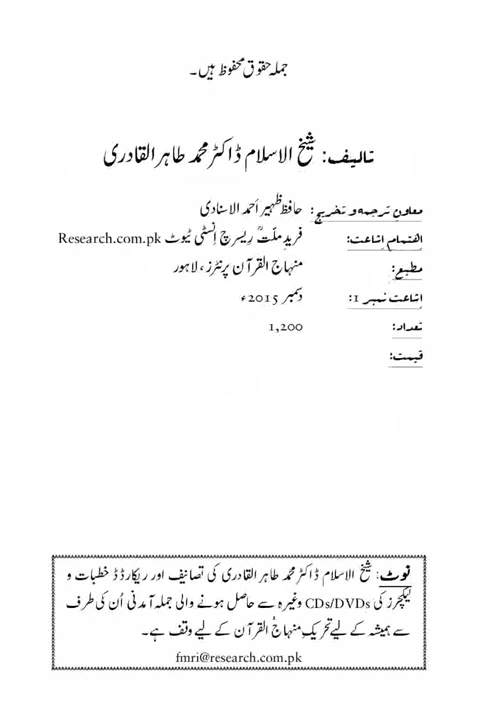 جملہ حقوق محفوظ ہیں۔
تالیف: شیخ الاسلام ڈاکٹر محمد طاہر القادری
معاونِ ترجمہ و تخریج: حافظ ظہیر اَحمد الاسنادی
اہتمامِ اشاعت: فریدِ ملّتؒ رِیسرچ اِنسٹی ٹیوٹ Research.com.pk
مطبع: منہاج القرآن پرنٹرز، لاہور
اشاعت نمبر 1: دسمبر 2015ء
تعداد: 1,200
قیمت:
نوٹ: شیخ الاسلام ڈاکٹر محمد طاہر القادری کی تصانیف اور ریکارڈڈ خطبات و
لیکچرز کی CDs/DVDs وغیرہ سے حاصل ہونے والی جملہ آمدنی اُن کی طرف
سے ہمیشہ کے لیے تحریکِ منہاجُ القرآن کے لیے وقف ہے۔
fmri@research.com.pk